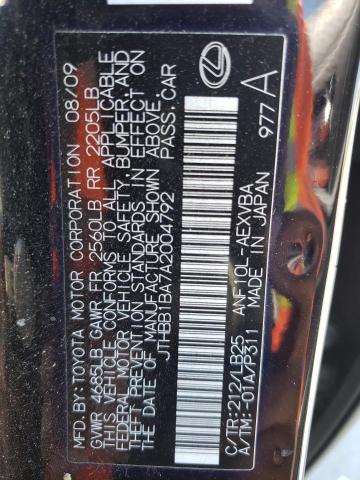 MFD.BY:TOYOTA MOTOR CORPORATION 08/09
GVWR 4685LB GAWR FR 2560LB RR 2205LB
THIS VEHICLE CONFORMS TO ALL APPLICABLE
FEDERAL MOTOR VEHICLE SAFETY, BUMPER, AND
THEFT PREVENTION STANDARDS IN EFFECT ON
THE DATE OF MANUFACTURE SHOWN ABOVE.
JTHBB1BA7A2004792 PASS.CAR
C/TR:212/LB25 ANF10L-AEXVBA 977 A
A/TM:-01A/P311 MADE IN JAPAN